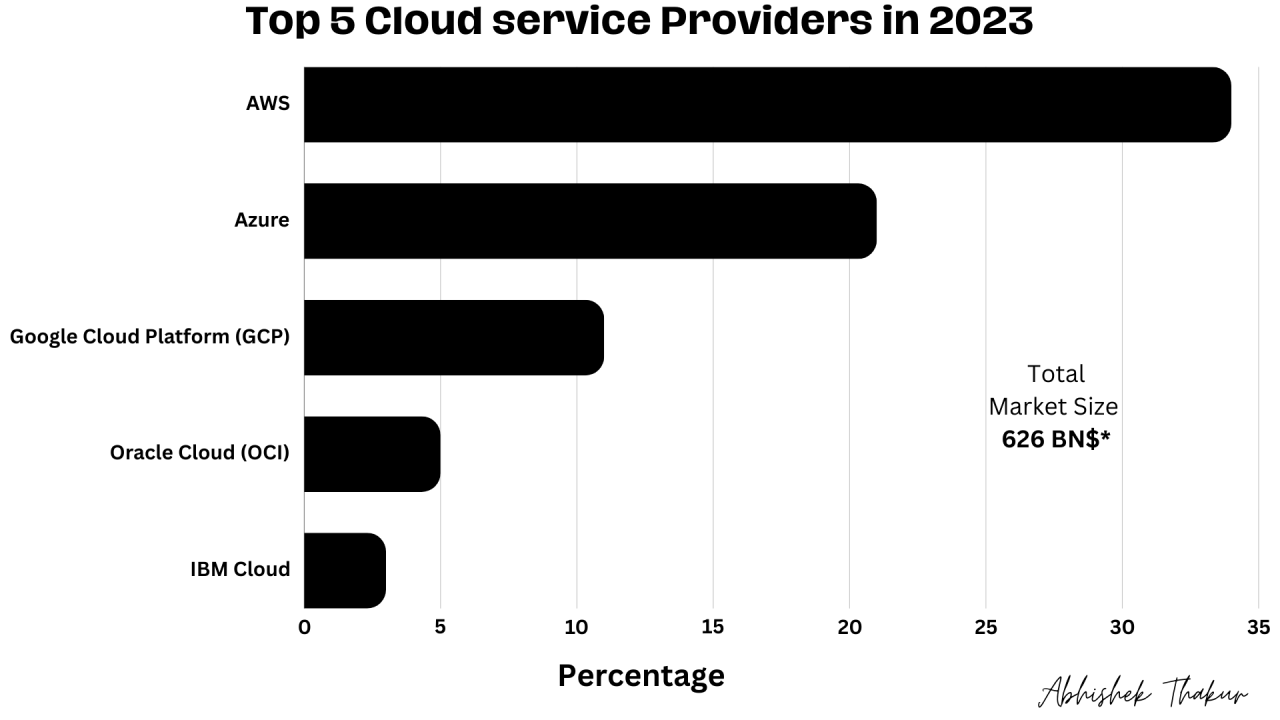 Top 5 Cloud service Providers in 2023
AWS
Azure
Google Cloud Platform (GCP)
Oracle Cloud (OCI)
IBM Cloud
Total
Market Size
626 BN$*
0 5 10 15 20 25 30 35
Percentage
Abhishek Thakur